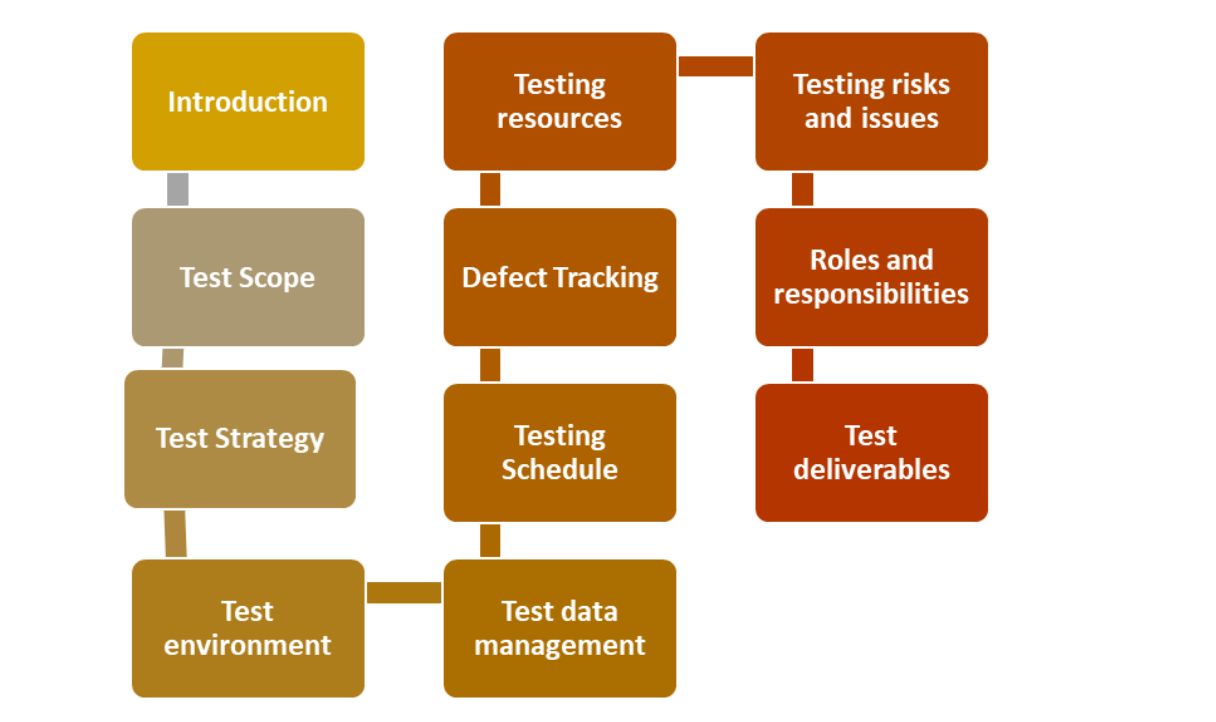 Introduction
Test Scope
Test Strategy
Test
environment
Test data
management
Testing
Schedule
Defect Tracking
Testing
resources
Testing risks
and issues
Roles and
responsibilities
Test
deliverables